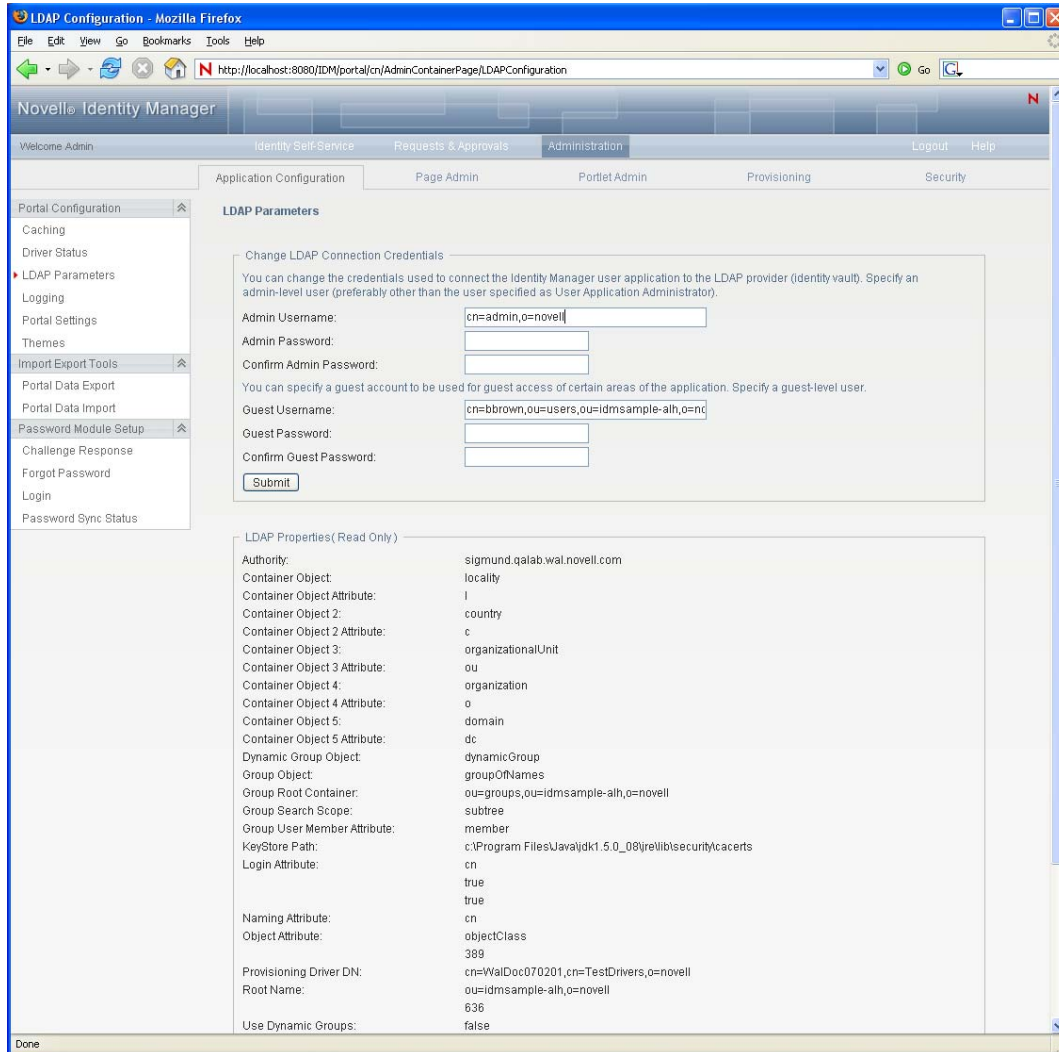 LDAP Configuration - Mozilla Firefox
File Edit View Go Bookmarks Tools Help
N http://localhost:8080/IDM/portal/cn/AdminContainerPage/LDAPConfiguration Go G
Novell® Identity Manager N
Welcome Admin Identity Self-Service Requests & Approvals Administration Logout Help
Application Configuration Page Admin Portlet Admin Provisioning Security
Portal Configuration
Caching
Driver Status
LDAP Parameters
Logging
Portal Settings
Themes
Import Export Tools
Portal Data Export
Portal Data Import
Password Module Setup
Challenge Response
Forgot Password
Login
Password Sync Status
LDAP Parameters
Change LDAP Connection Credentials
You can change the credentials used to connect the Identity Manager user application to the LDAP provider (identity vault). Specify an
admin-level user (preferably other than the user specified as User Application Administrator).
Admin Username: cn=admin,o=novell
Admin Password:
Confirm Admin Password:
You can specify a guest account to be used for guest access of certain areas of the application. Specify a guest-level user.
Guest Username: cn=bbrown,ou=users,ou=idmsample-alh,o=no
Guest Password:
Confirm Guest Password:
Submit
LDAP Properties( Read Only )
Authority: sigmund.qalab.wal.novell.com
Container Object: locality
Container Object Attribute: l
Container Object 2: country
Container Object 2 Attribute: c
Container Object 3: organizationalUnit
Container Object 3 Attribute: ou
Container Object 4: organization
Container Object 4 Attribute: o
Container Object 5: domain
Container Object 5 Attribute: dc
Dynamic Group Object: dynamicGroup
Group Object: groupOfNames
Group Root Container: ou=groups,ou=idmsample-alh,o=novell
Group Search Scope: subtree
Group User Member Attribute: member
KeyStore Path: c:\Program Files\Java\jdk1.5.0_08\jre\lib\security\cacerts
Login Attribute: cn
true
true
Naming Attribute: cn
Object Attribute: objectClass
389
Provisioning Driver DN: cn=WalDoc070201,cn=TestDrivers,o=novell
Root Name: ou=idmsample-alh,o=novell
636
Use Dynamic Groups: false
Done